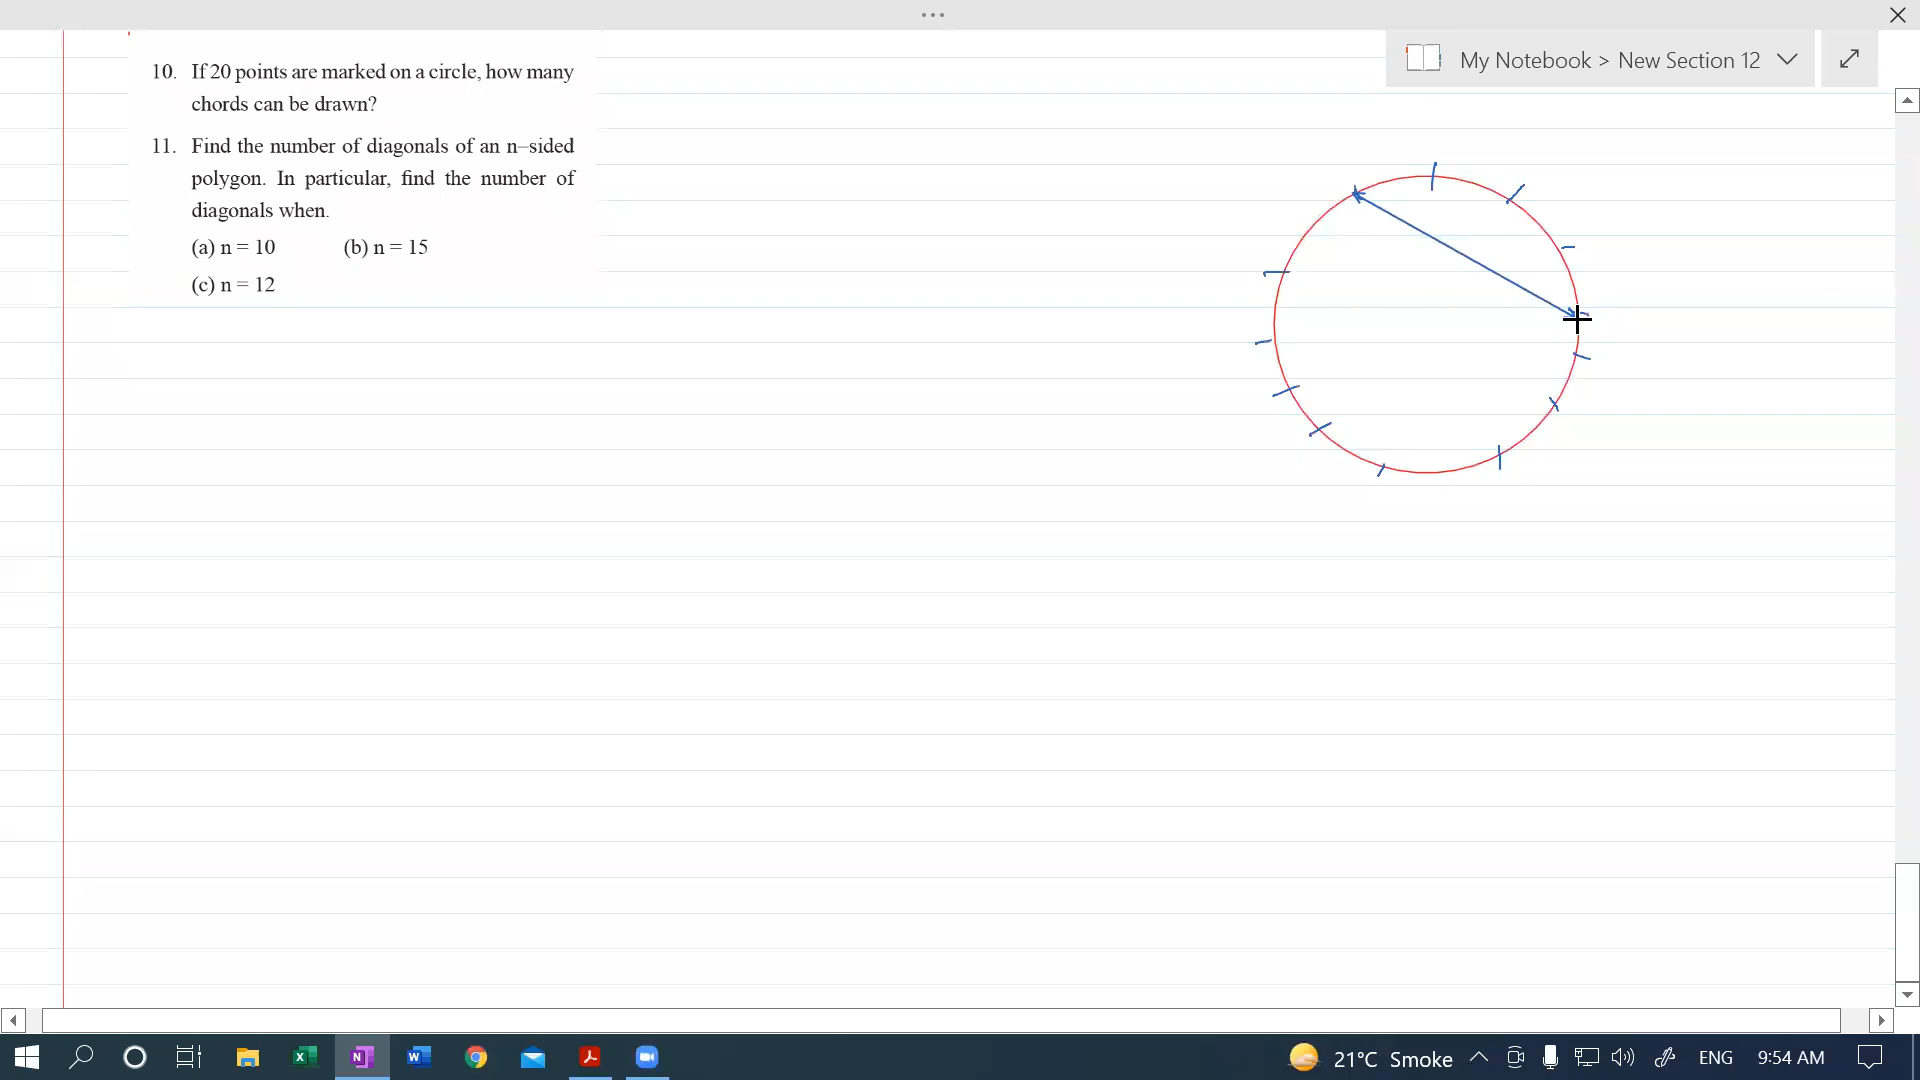 My Notebook > New Section 12
10. If 20 points are marked on a circle, how many
chords can be drawn?
11. Find the number of diagonals of an n–sided
polygon. In particular, find the number of
diagonals when.
(a) n = 10 (b) n = 15
(c) n = 12
21°C Smoke ENG 9:54 AM